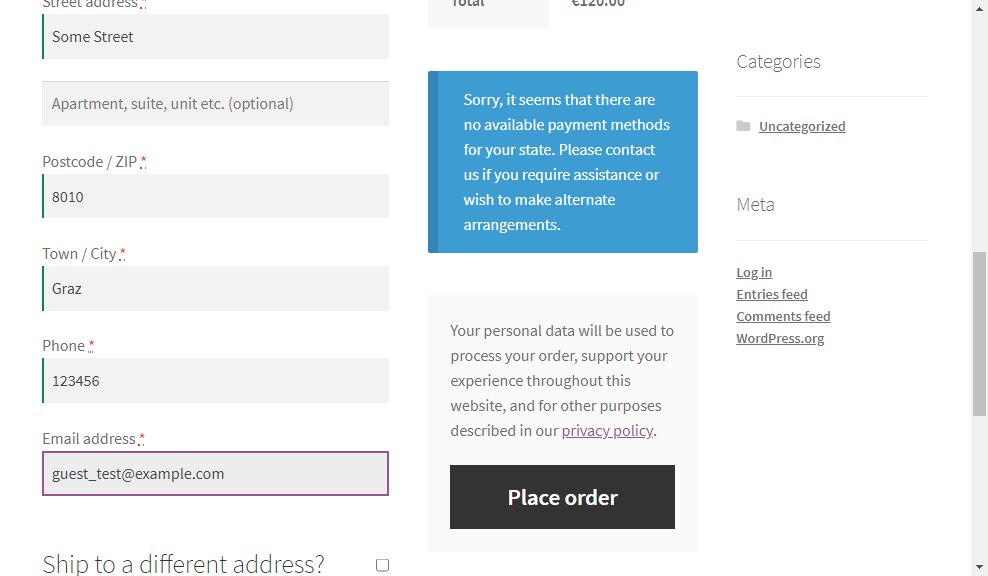 Street address *
Some Street
Apartment, suite, unit etc. (optional)
Postcode / ZIP *
8010
Town / City *
Graz
Phone *
123456
Email address *
guest_test@example.com
Ship to a different address?
Total €120.00
Sorry, it seems that there are
no available payment methods
for your state. Please contact
us if you require assistance or
wish to make alternate
arrangements.
Your personal data will be used to
process your order, support your
experience throughout this
website, and for other purposes
described in our privacy policy.
Place order
Categories
Uncategorized
Meta
Log in
Entries feed
Comments feed
WordPress.org